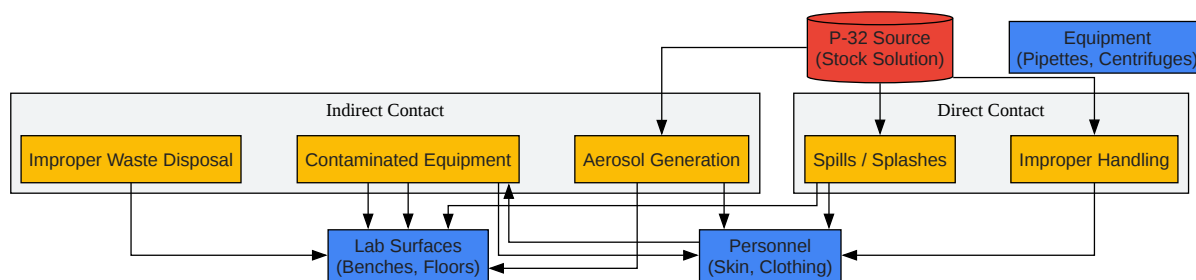 P-32 Source
(Stock Solution)
Equipment
(Pipettes, Centrifuges)
Indirect Contact
Direct Contact
Improper Waste Disposal
Contaminated Equipment
Aerosol Generation
Spills / Splashes
Improper Handling
Lab Surfaces
(Benches, Floors)
Personnel
(Skin, Clothing)